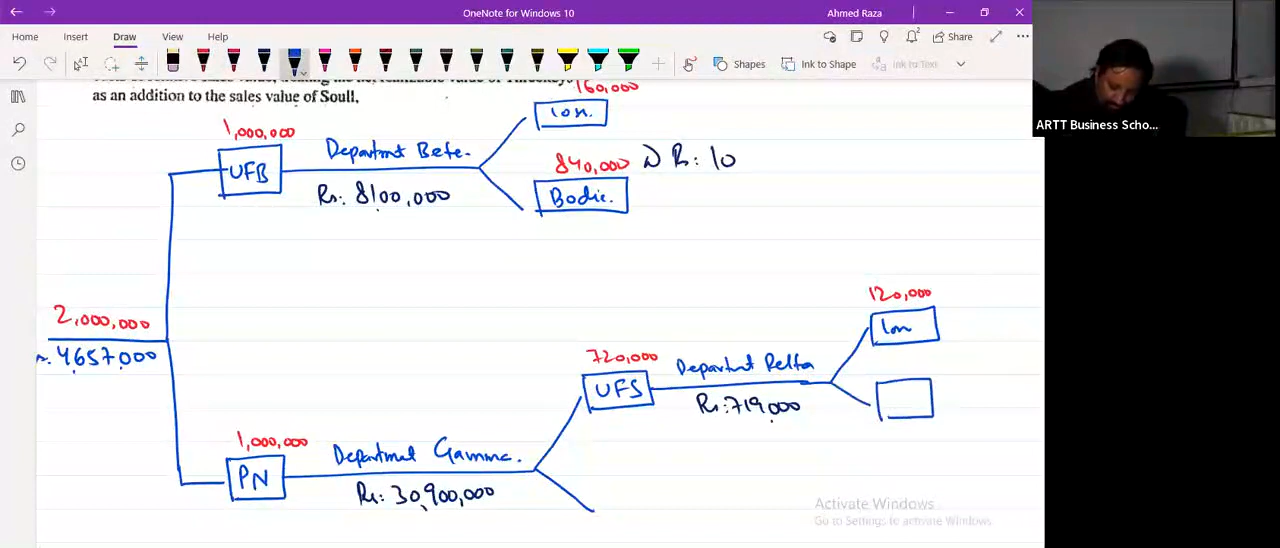 OneNote for Windows 10
Ahmed Raza
Home Insert Draw View Help
Share
Shapes
Ink to Shape
Ink to Text
as an addition to the sales value of Soull,
160,000
Los.
1,000,000
UFB
Department Beta.
Rs: 8100,000
840,000 → Rs: 10
Bodic.
2,000,000
4657,000
120,000
Los
720,000
UFS
Department Delta
Rs: 719,000
1,000,000
PN
Department Gamma.
Rs: 30,900,000
Activate Windows
Go to Settings to activate Windows.
ARTT Business Scho...